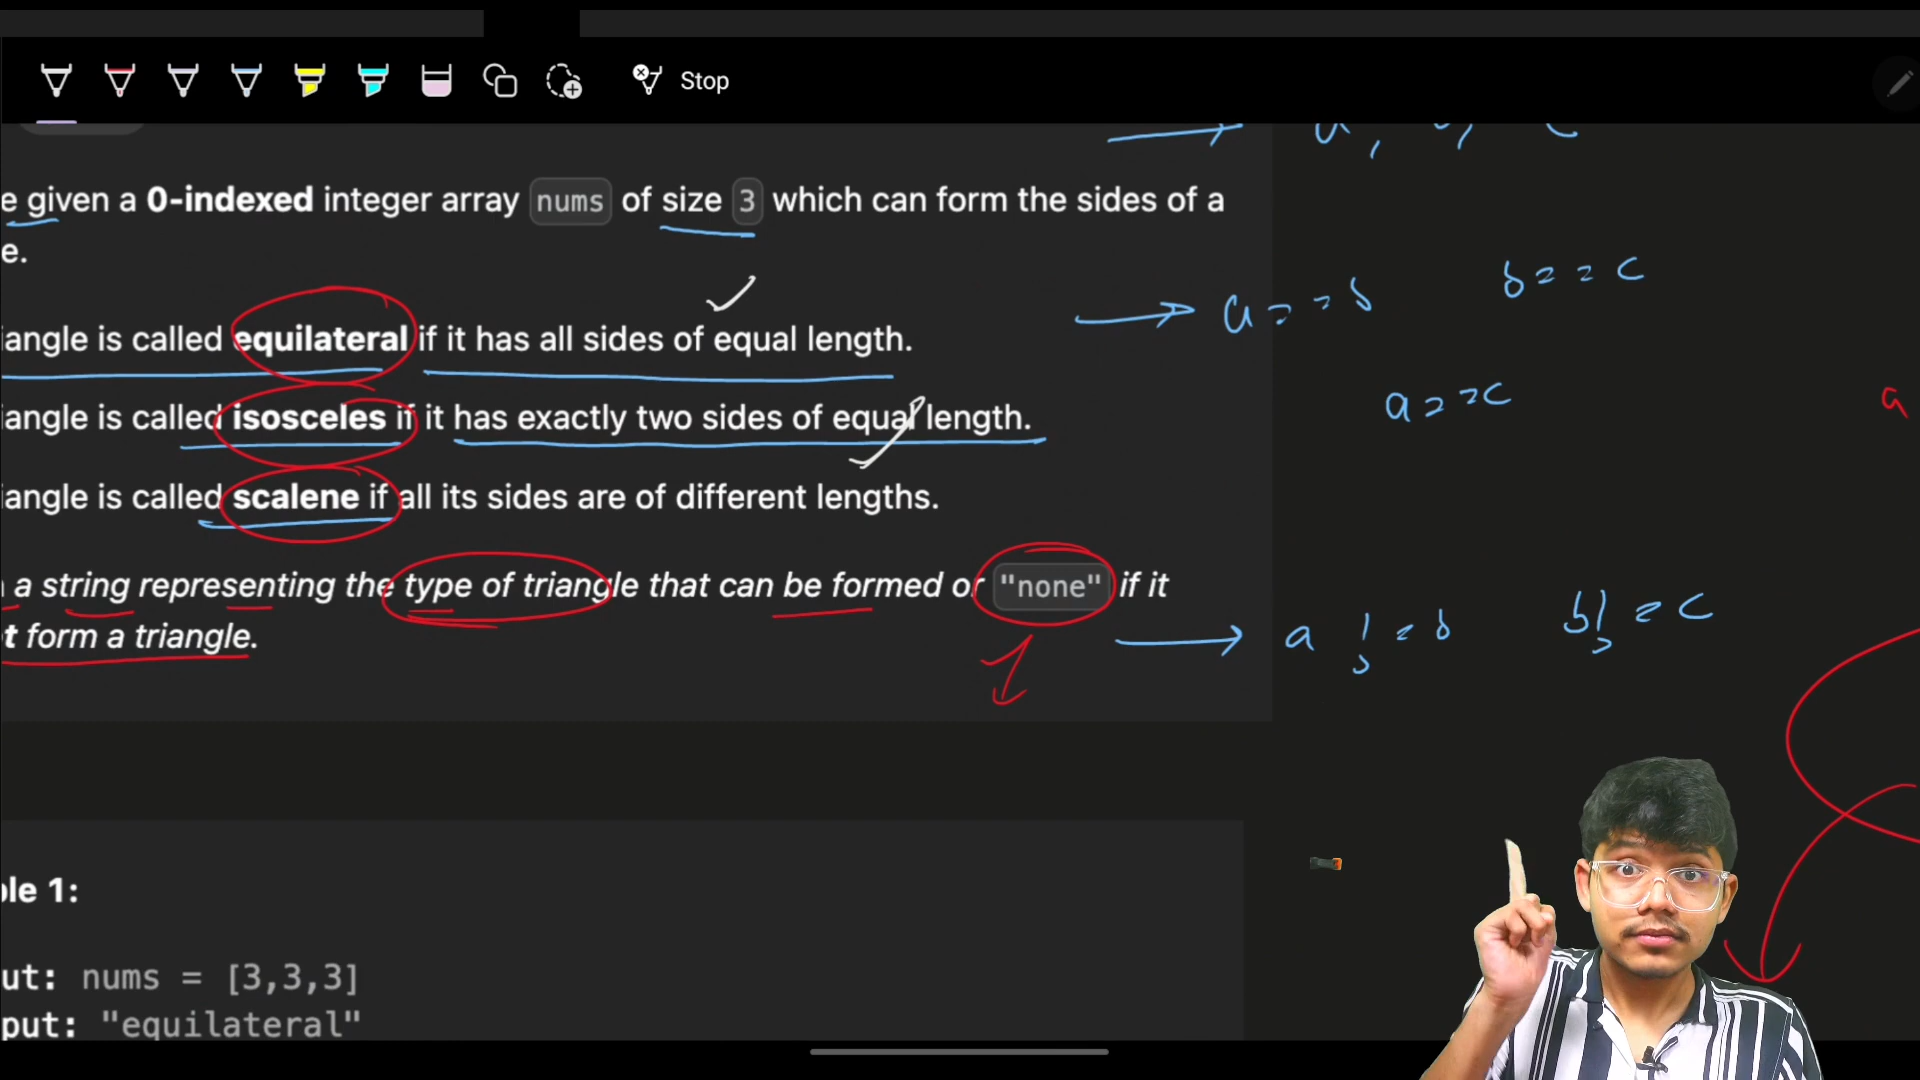 Stop
e given a 0-indexed integer array nums of size 3 which can form the sides of a
e.
iangle is called equilateral if it has all sides of equal length.
a==b b==c
iangle is called isosceles if it has exactly two sides of equal length.
a==c
a
iangle is called scalene if all its sides are of different lengths.
a string representing the type of triangle that can be formed or "none" if it
t form a triangle.
a != b b != c
ple 1:
ut: nums = [3,3,3]
put: "equilateral"